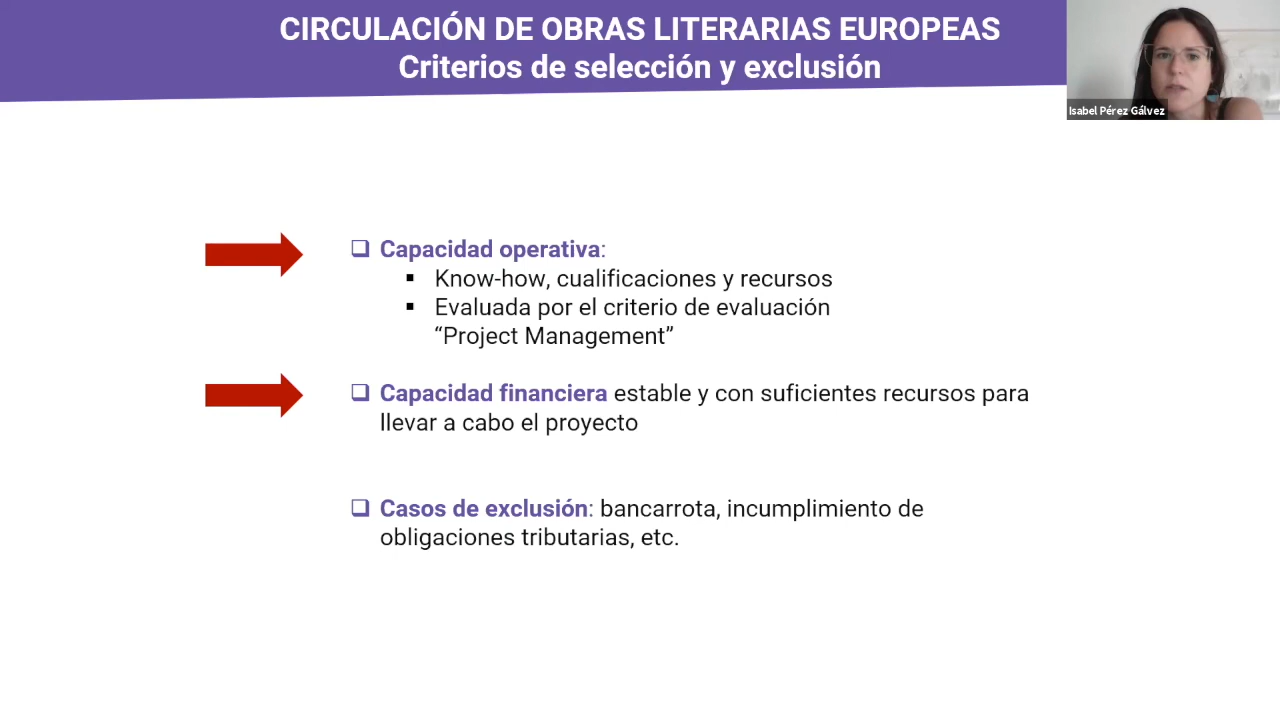 CIRCULACIÓN DE OBRAS LITERARIAS EUROPEAS
Criterios de selección y exclusión
Isabel Pérez Gálvez
Capacidad operativa:
Know-how, cualificaciones y recursos
Evaluada por el criterio de evaluación
“Project Management”
Capacidad financiera estable y con suficientes recursos para
llevar a cabo el proyecto
Casos de exclusión: bancarrota, incumplimiento de
obligaciones tributarias, etc.